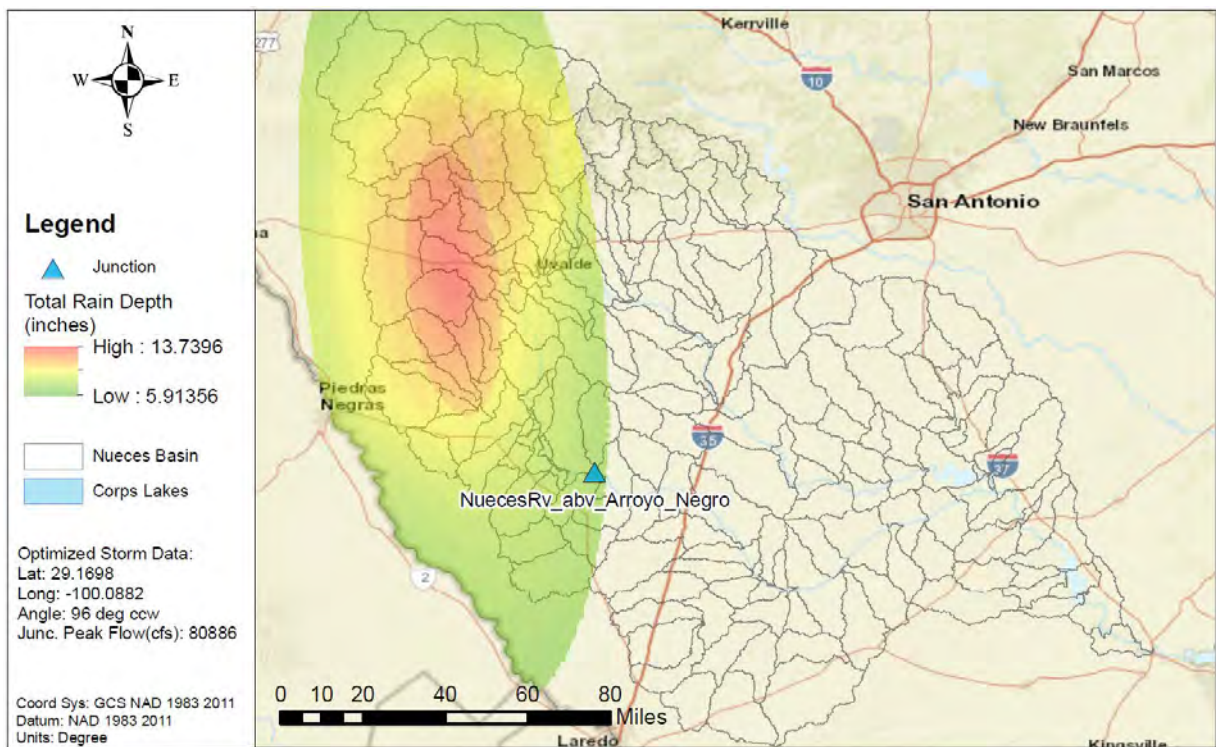 N
W E
S
Legend
Junction
Total Rain Depth
(inches)
High : 13.7396
Low : 5.91356
Nueces Basin
Corps Lakes
Optimized Storm Data:
Lat: 29.1698
Long: -100.0882
Angle: 96 deg ccw
Junc. Peak Flow(cfs): 80886
Coord Sys: GCS NAD 1983 2011
Datum: NAD 1983 2011
Units: Degree
277
Kerrville
10
San Marcos
New Braunfels
San Antonio
na
Uvalde
Piedras
Negras
35
37
NuecesRv_abv_Arroyo_Negro
2
0 10 20 40 60 80
Miles
Laredo
Kingsville